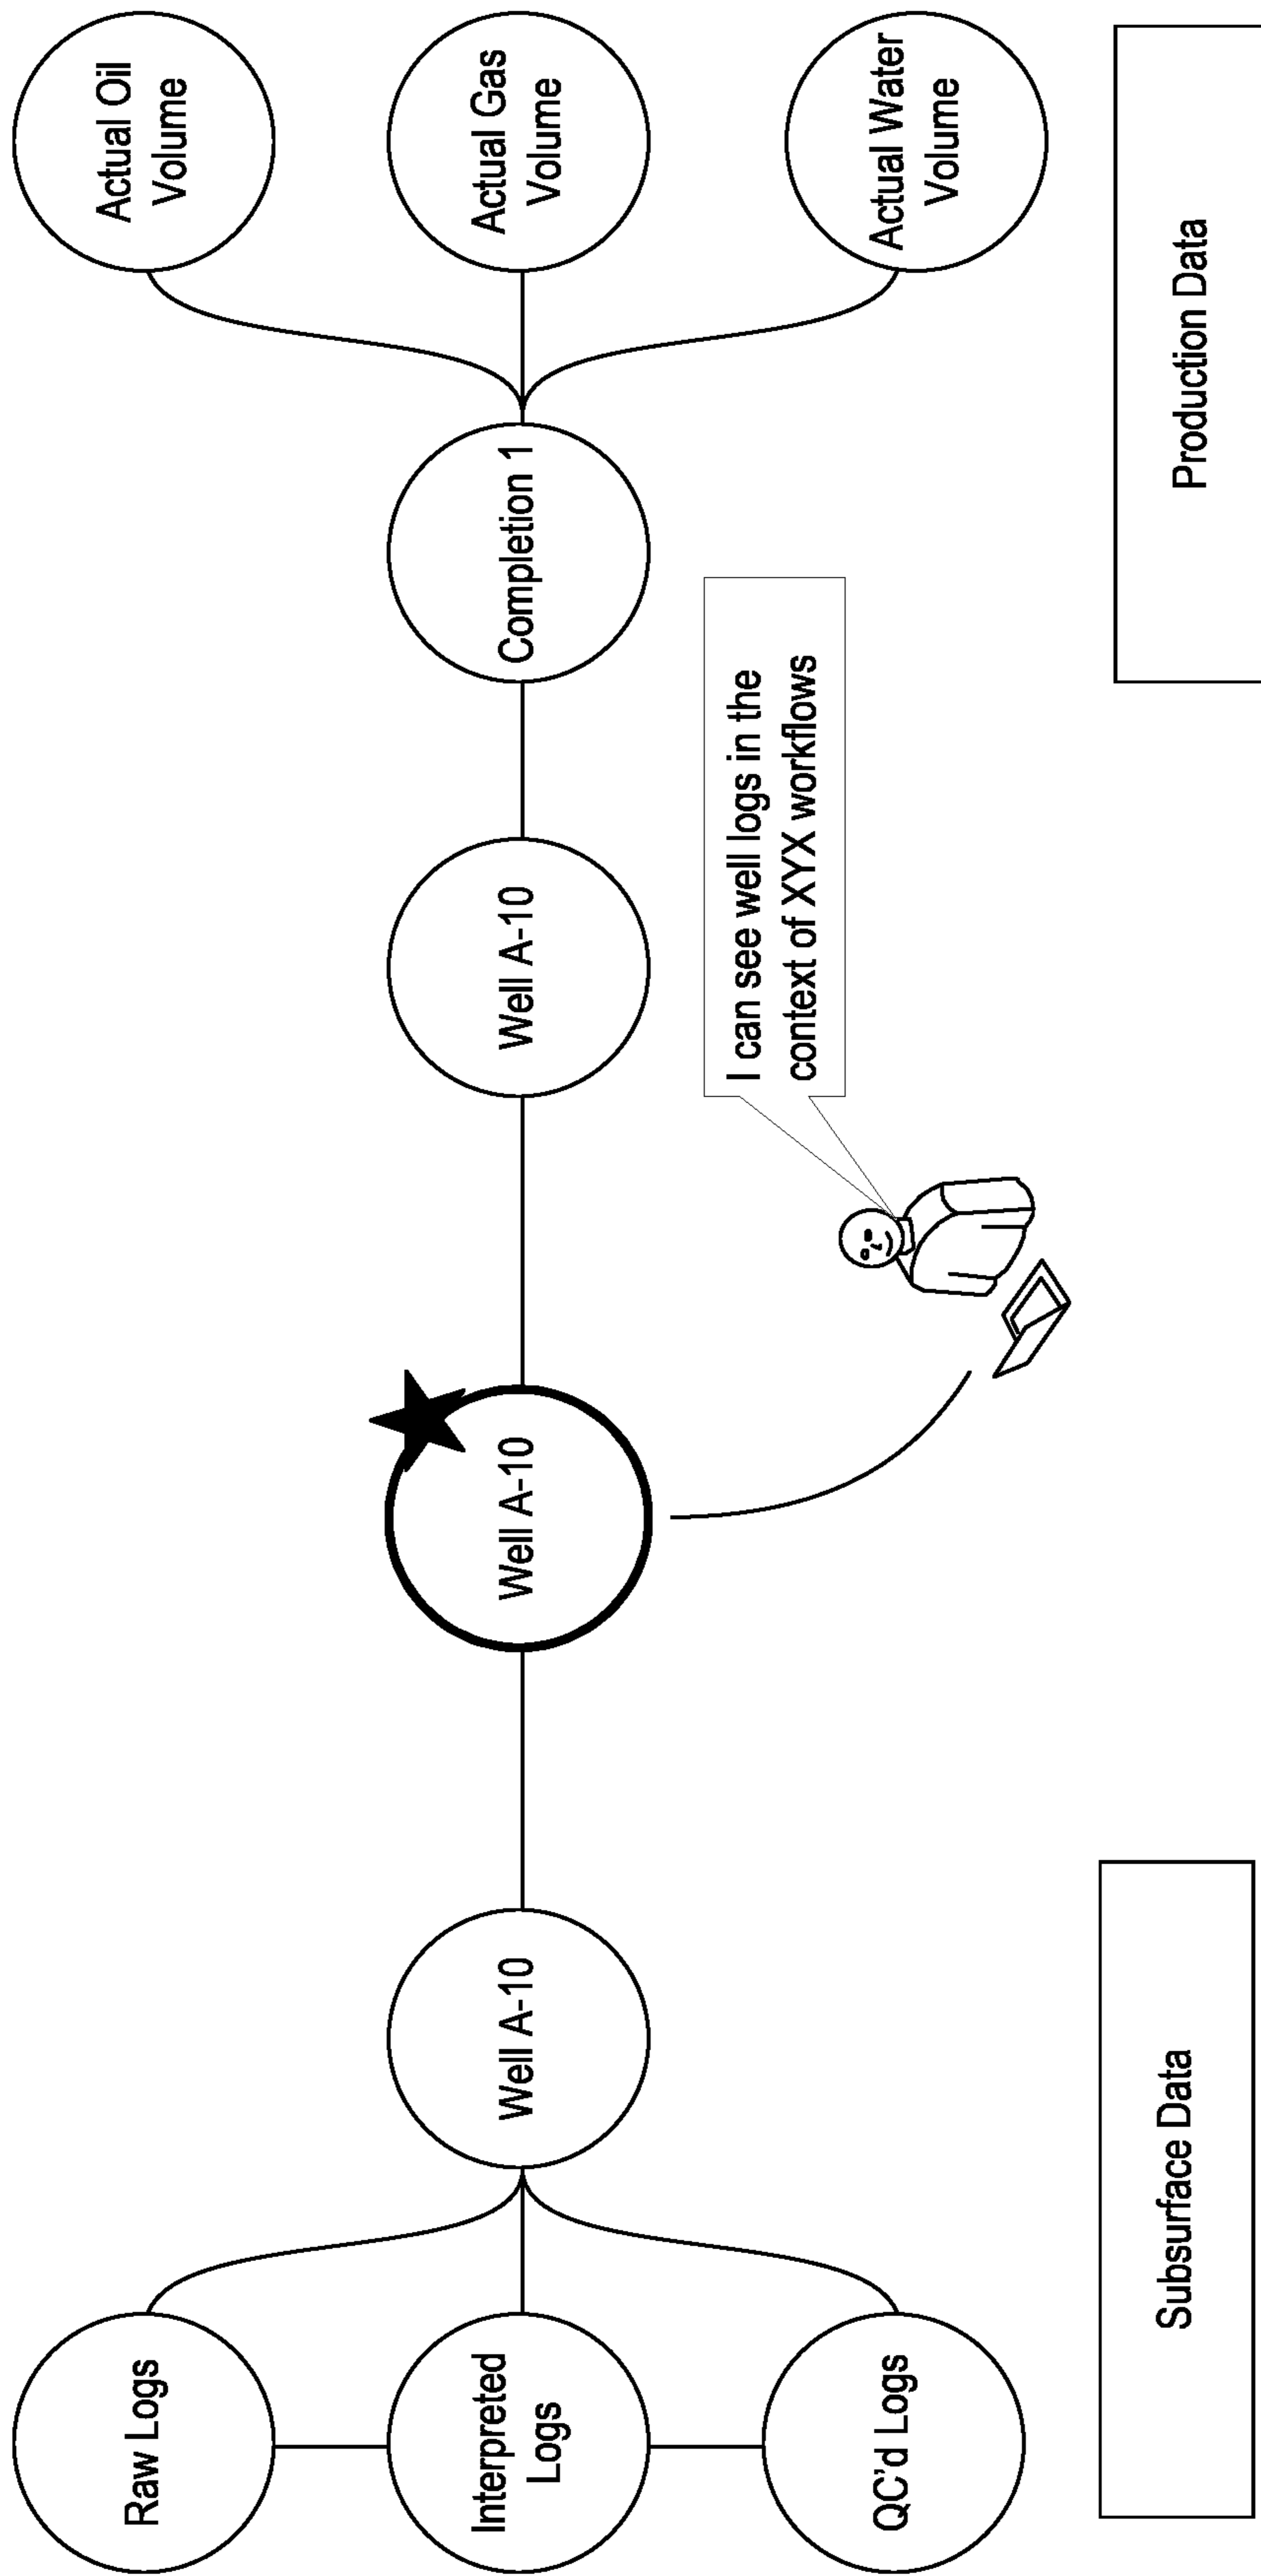 Raw Logs
Interpreted
Logs
QC'd Logs
Well A-10
Well A-10
Well A-10
Completion 1
Actual Oil
Volume
Actual Gas
Volume
Actual Water
Volume
I can see well logs in the
context of XYX workflows
Subsurface Data
Production Data